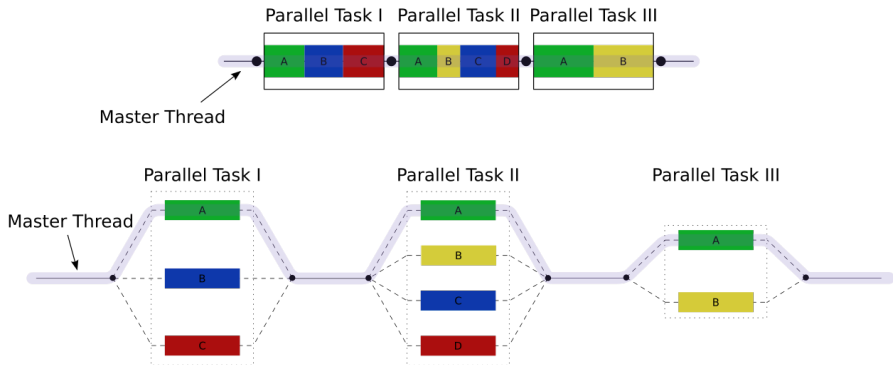 Parallel Task I
Parallel Task II
Parallel Task III
A
B
C
A
B
C
D
A
B
Master Thread
Parallel Task I
Parallel Task II
Parallel Task III
Master Thread
A
B
C
A
B
C
D
A
B